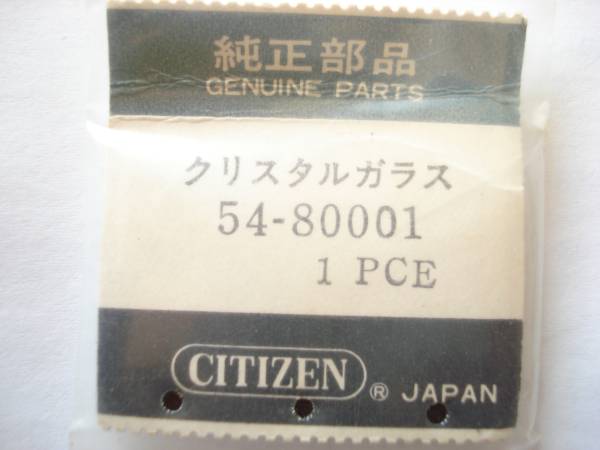 純正部品
GENUINE PARTS
クリスタルガラス
54-80001
1 PCE
CITIZEN ® JAPAN